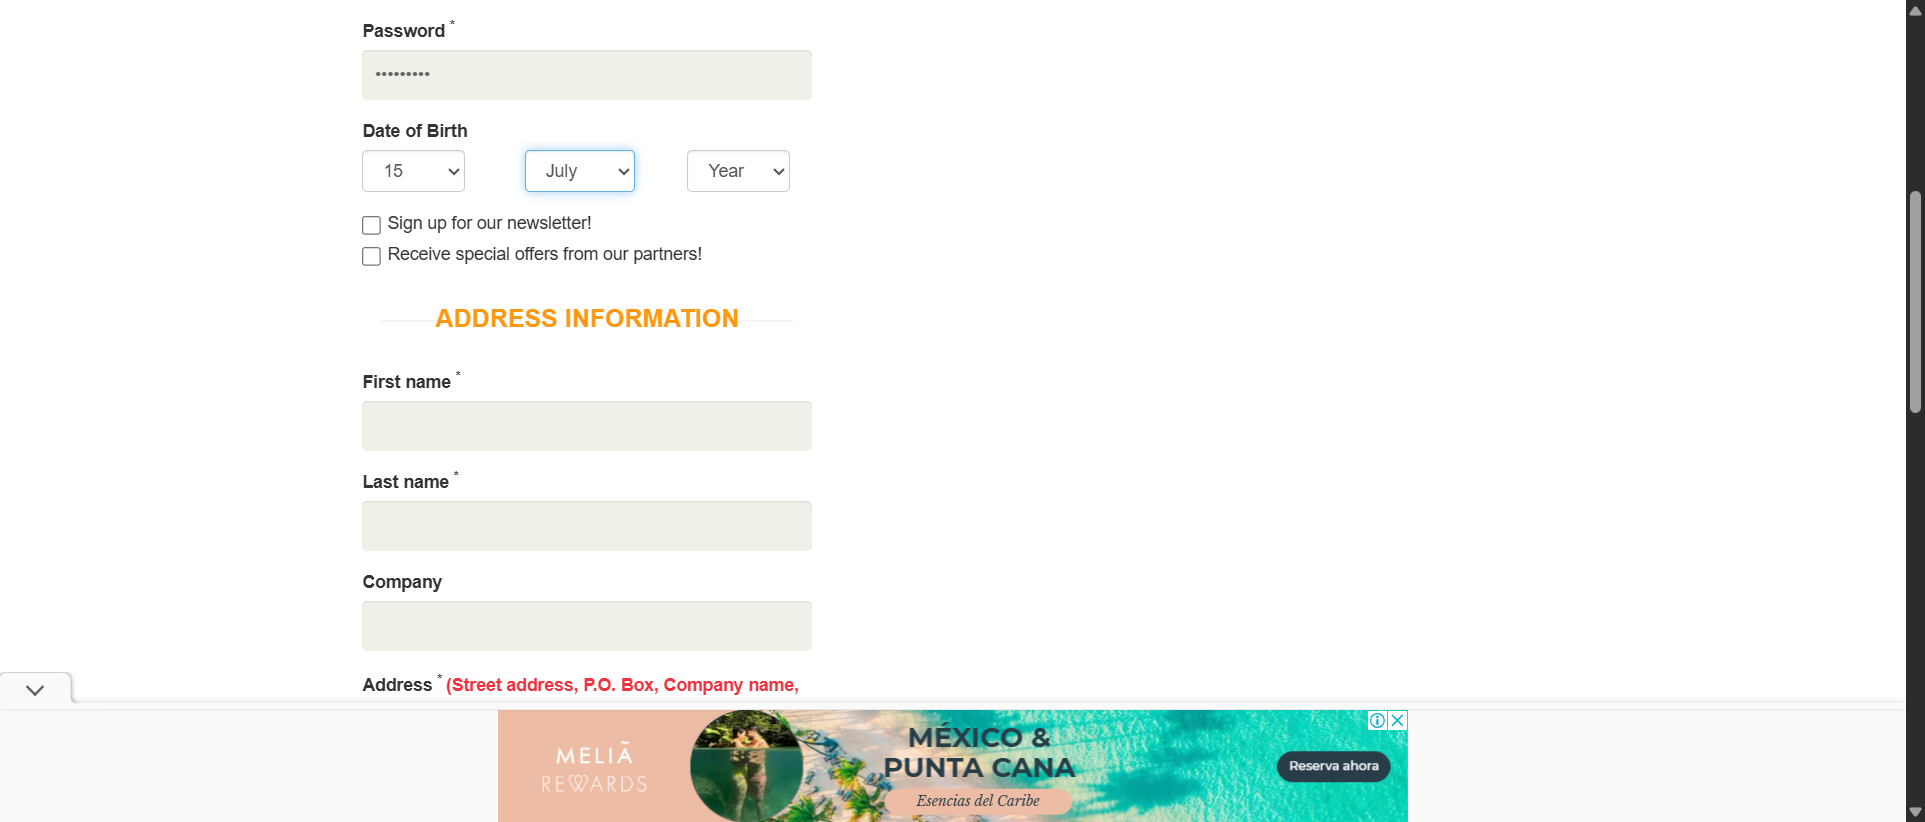 Password *
•••••••••
Date of Birth
15 July Year
Sign up for our newsletter!
Receive special offers from our partners!
ADDRESS INFORMATION
First name *
Last name *
Company
Address * (Street address, P.O. Box, Company name,
MELIÃ
REWARDS
MÉXICO &
PUNTA CANA
Esencias del Caribe
Reserva ahora